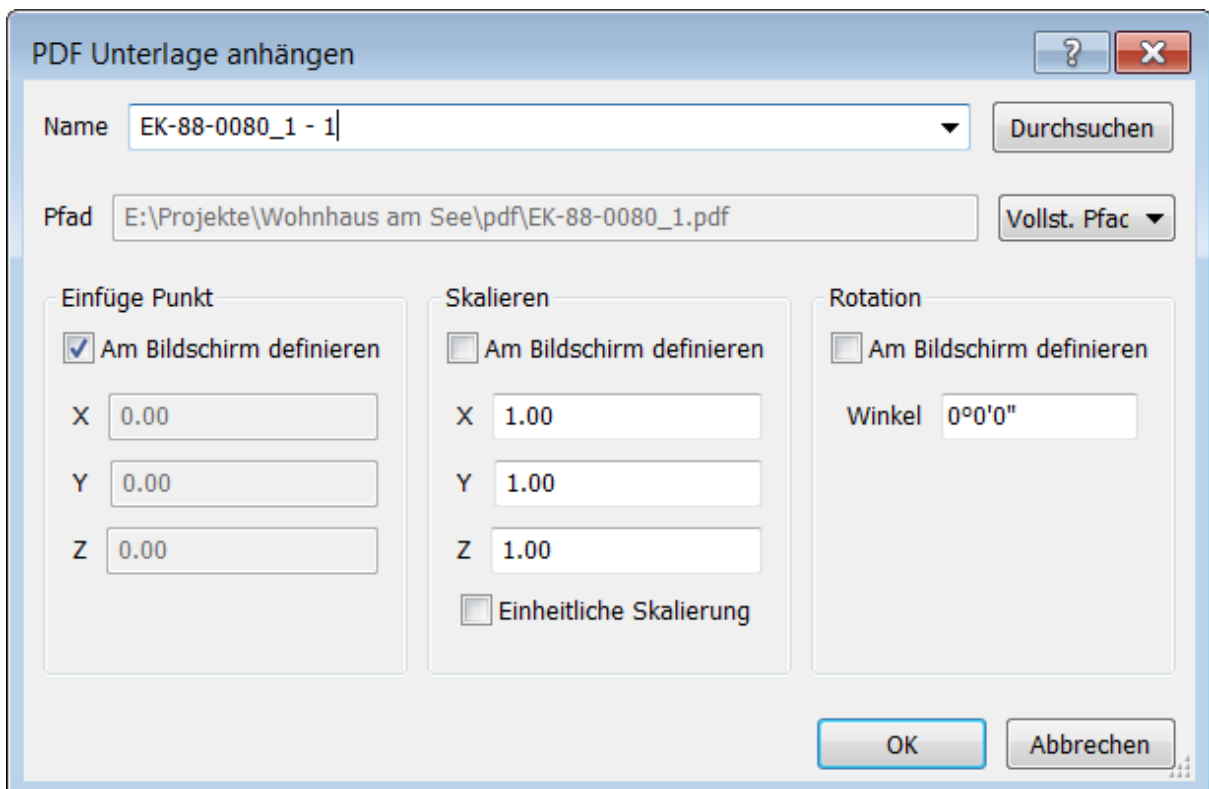 PDF Unterlage anhängen
Name EK-88-0080_1 - 1 Durchsuchen
Pfad E:\Projekte\Wohnhaus am See\pdf\EK-88-0080_1.pdf Vollst. Pfad
Einfüge Punkt Skalieren Rotation
Am Bildschirm definieren Am Bildschirm definieren Am Bildschirm definieren
X 0.00 X 1.00 Winkel 0°0'0"
Y 0.00 Y 1.00
Z 0.00 Z 1.00
Einheitliche Skalierung
OK Abbrechen